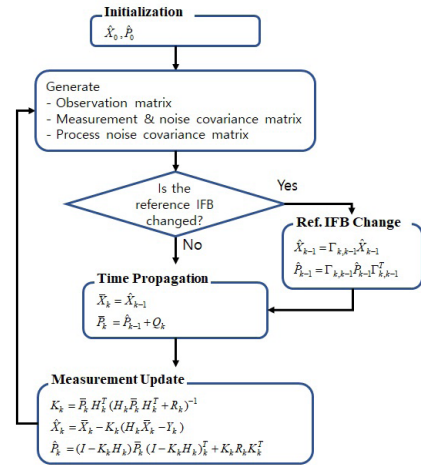 Initialization
X̂₀, P̂₀
Generate
- Observation matrix
- Measurement & noise covariance matrix
- Process noise covariance matrix
Is the
reference IFB
changed?
Yes
No
Ref. IFB Change
X̂ₖ₋₁ = Γₖ,ₖ₋₁X̂ₖ₋₁
P̂ₖ₋₁ = Γₖ,ₖ₋₁P̂ₖ₋₁Γᵀₖ,ₖ₋₁
Time Propagation
X̄ₖ = X̂ₖ₋₁
P̄ₖ = P̂ₖ₋₁ + Qₖ
Measurement Update
Kₖ = P̄ₖHₖᵀ(HₖP̄ₖHₖᵀ + Rₖ)⁻¹
X̂ₖ = X̄ₖ − Kₖ(HₖX̄ₖ − Yₖ)
P̂ₖ = (I − KₖHₖ)P̄ₖ(I − KₖHₖ)ᵀₖ + KₖRₖKₖᵀ